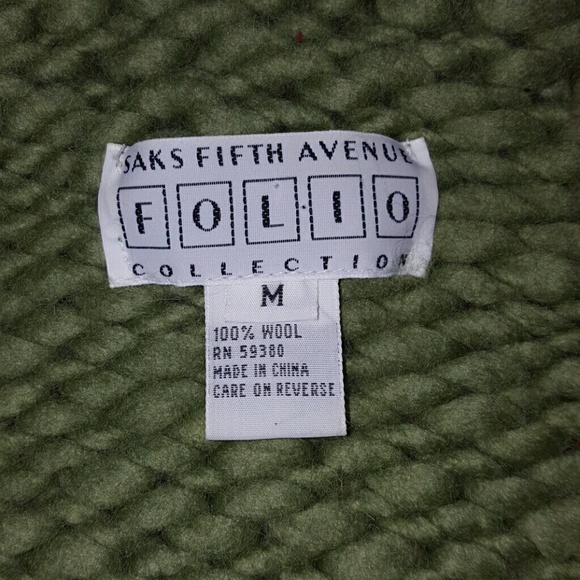 SAKS FIFTH AVENUE
FOLIO
COLLECTION
M
100% WOOL
RN 59380
MADE IN CHINA
CARE ON REVERSE